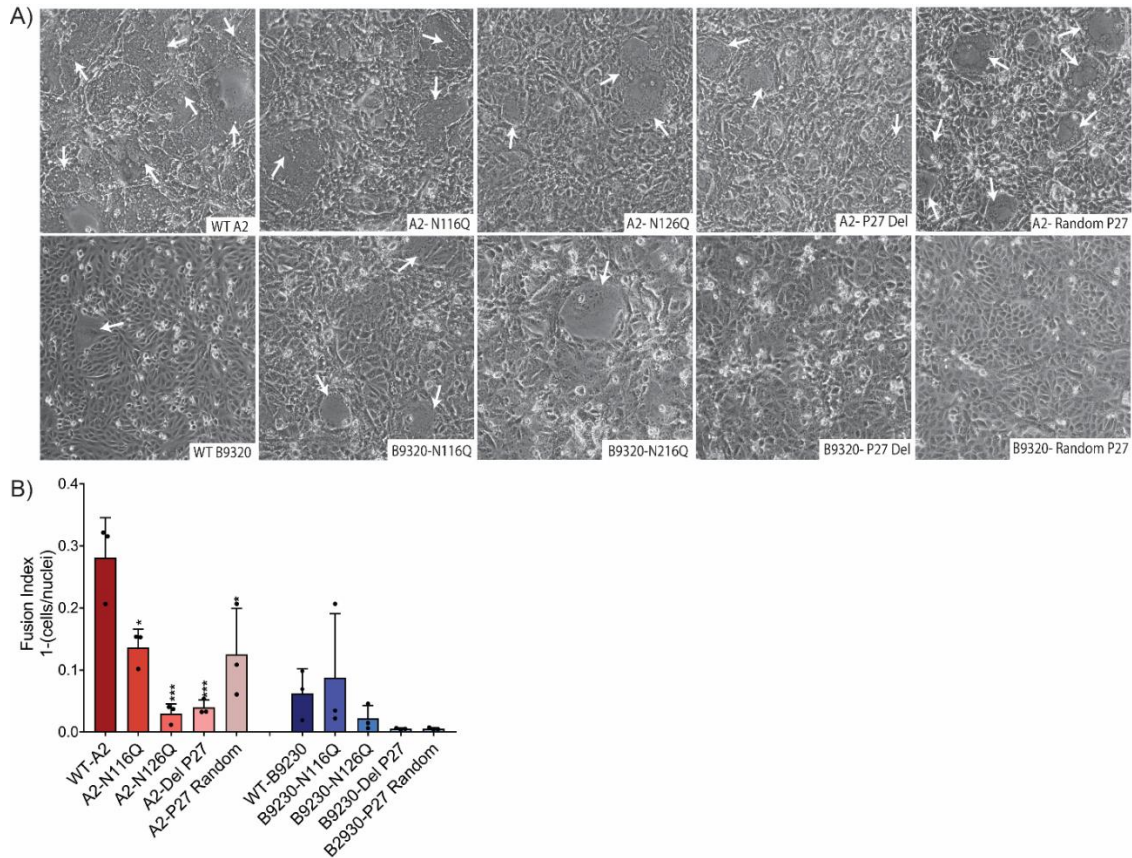 A)
WT A2
A2- N116Q
A2- N126Q
A2- P27 Del
A2- Random P27
WT B9320
B9320-N116Q
B9320-N216Q
B9320- P27 Del
B9320- Random P27
B)
Fusion Index
1-(cells/nuclei)
0.4
0.3
0.2
0.1
0.0
*
***
***
*
WT-A2
A2-N116Q
A2-N126Q
A2-Del P27
A2-P27 Random
WT-B9230
B9230-N116Q
B9230-N126Q
B9230-Del P27
B2930-P27 Random